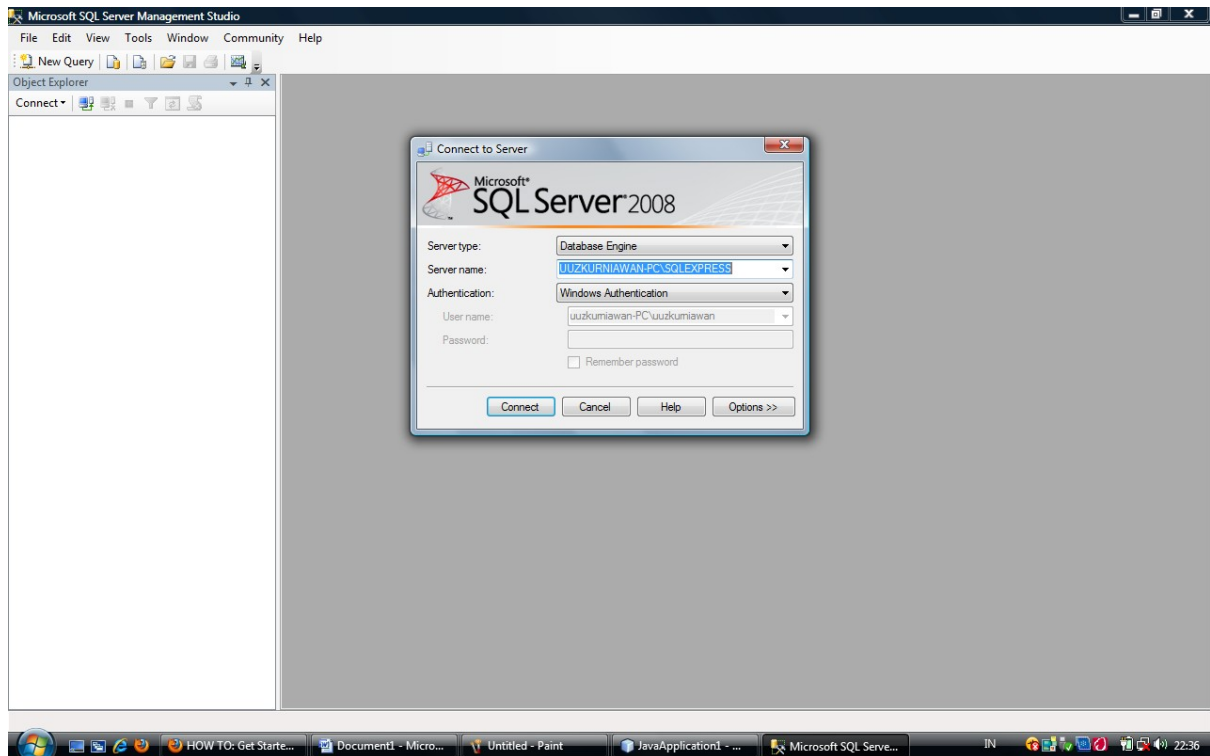 Microsoft SQL Server Management Studio
File Edit View Tools Window Community Help
New Query
Object Explorer
Connect
Connect to Server
Microsoft®
SQL Server® 2008
Server type: Database Engine
Server name: UUZKURNIAWAN-PC\SQLEXPRESS
Authentication: Windows Authentication
User name: uuzkurniawan-PC\uuzkurniawan
Password:
Remember password
Connect Cancel Help Options >>
HOW TO: Get Starte... Document1 - Micro... Untitled - Paint JavaApplication1 - ... Microsoft SQL Serve... IN 22:36